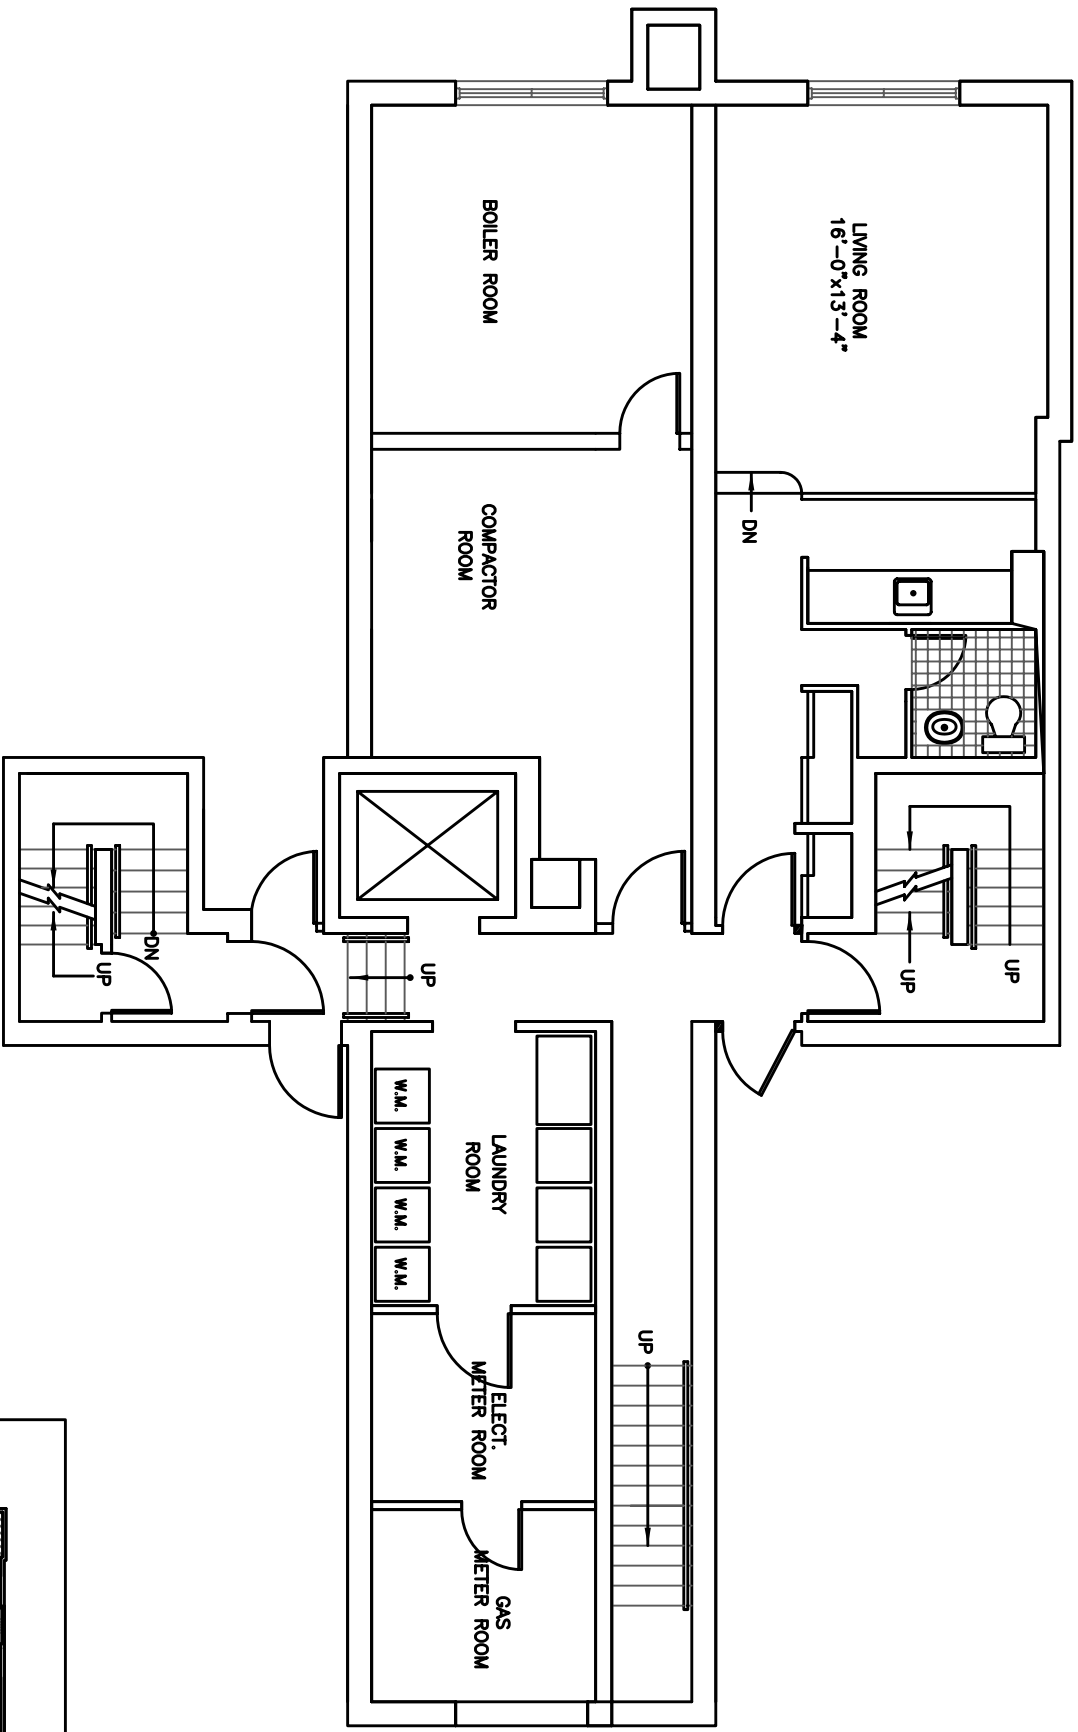 LIVING ROOM
16'-0"x13'-4"
BOILER ROOM
COMPACTOR
ROOM
DN
UP
UP
DN
UP
UP
LAUNDRY
ROOM
W.M.
W.M.
W.M.
W.M.
UP
ELECT.
METER ROOM
GAS
METER ROOM